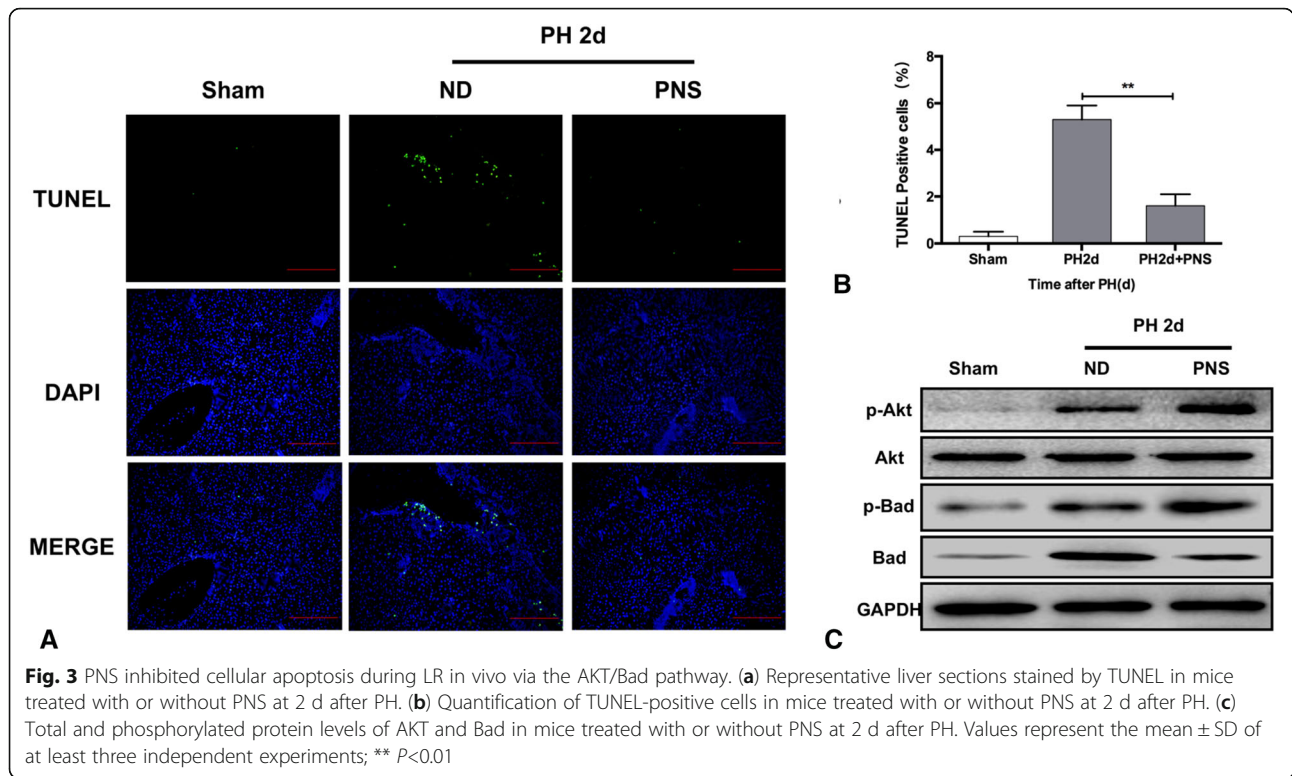 PH 2d
Sham ND PNS
TUNEL
DAPI
MERGE
A
TUNEL Positive cells (%)
8
6
4
2
0
**
Sham PH2d PH2d+PNS
Time after PH(d)
B
PH 2d
Sham ND PNS
p-Akt
Akt
p-Bad
Bad
GAPDH
C
Fig. 3 PNS inhibited cellular apoptosis during LR in vivo via the AKT/Bad pathway. (a) Representative liver sections stained by TUNEL in mice
treated with or without PNS at 2 d after PH. (b) Quantification of TUNEL-positive cells in mice treated with or without PNS at 2 d after PH. (c)
Total and phosphorylated protein levels of AKT and Bad in mice treated with or without PNS at 2 d after PH. Values represent the mean ± SD of
at least three independent experiments; ** P<0.01